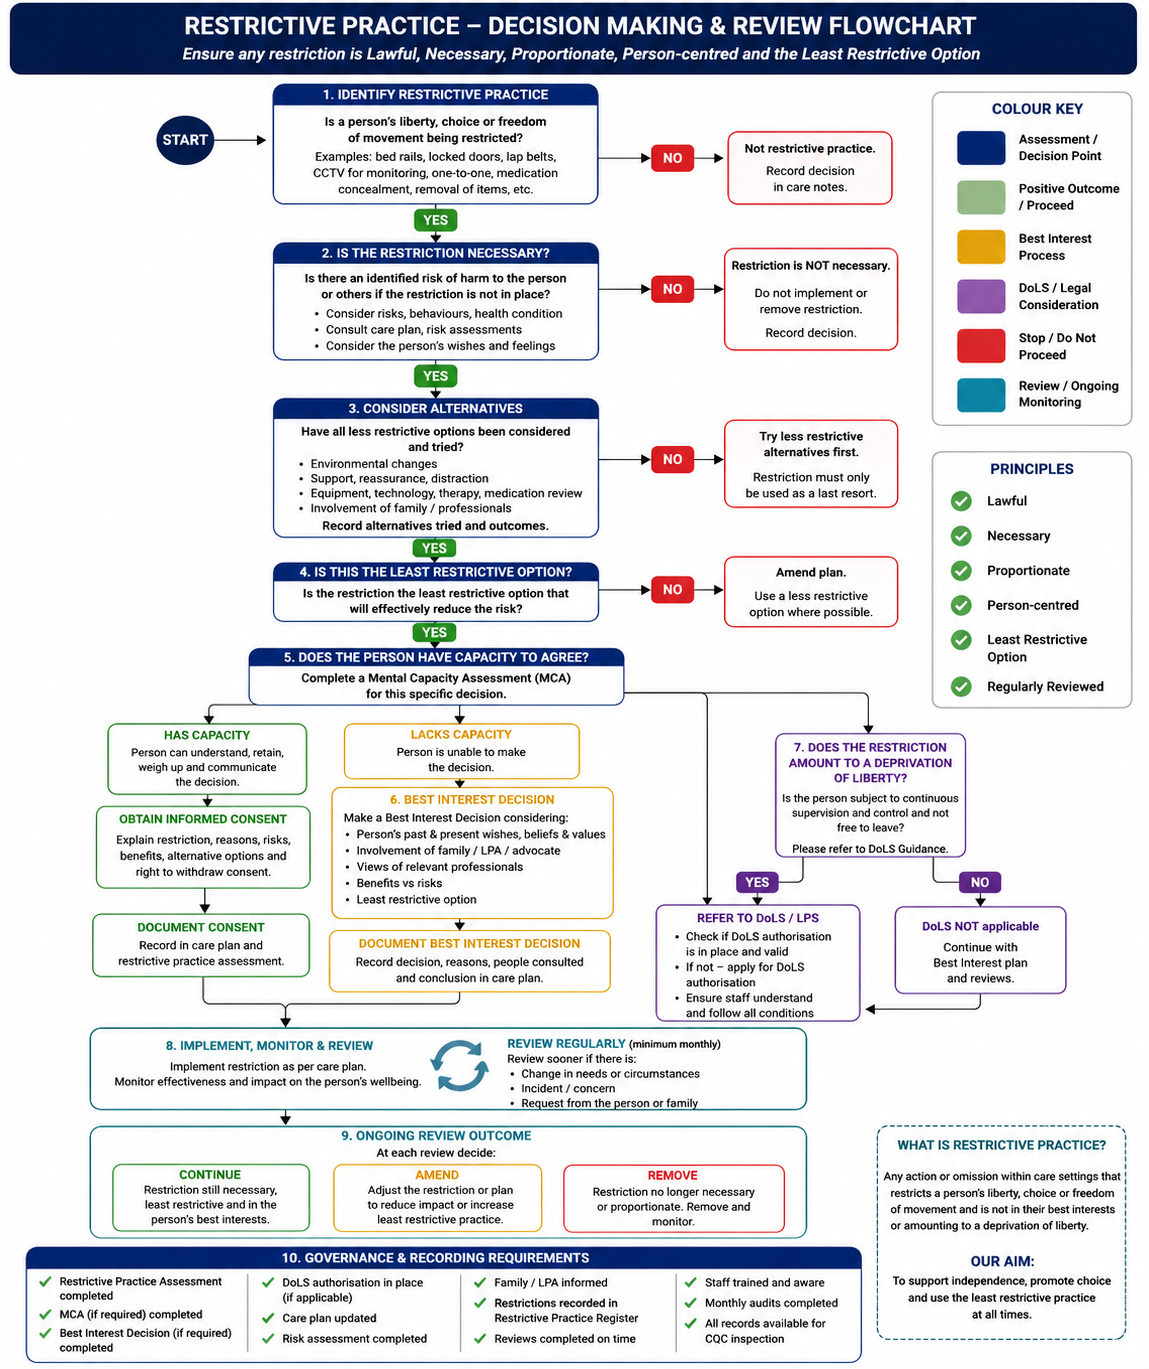 RESTRICTIVE PRACTICE – DECISION MAKING & REVIEW FLOWCHART
Ensure any restriction is Lawful, Necessary, Proportionate, Person-centred and the Least Restrictive Option
START
1. IDENTIFY RESTRICTIVE PRACTICE
Is a person's liberty, choice or freedom
of movement being restricted?
Examples: bed rails, locked doors, lap belts,
CCTV for monitoring, one-to-one, medication
concealment, removal of items, etc.
NO
Not restrictive practice.
Record decision
in care notes.
YES
2. IS THE RESTRICTION NECESSARY?
Is there an identified risk of harm to the person
or others if the restriction is not in place?
• Consider risks, behaviours, health condition
• Consult care plan, risk assessments
• Consider the person's wishes and feelings
NO
Restriction is NOT necessary.
Do not implement or
remove restriction.
Record decision.
YES
3. CONSIDER ALTERNATIVES
Have all less restrictive options been considered
and tried?
• Environmental changes
• Support, reassurance, distraction
• Equipment, technology, therapy, medication review
• Involvement of family / professionals
Record alternatives tried and outcomes.
NO
Try less restrictive
alternatives first.
Restriction must only
be used as a last resort.
YES
4. IS THIS THE LEAST RESTRICTIVE OPTION?
Is the restriction the least restrictive option that
will effectively reduce the risk?
NO
Amend plan.
Use a less restrictive
option where possible.
YES
5. DOES THE PERSON HAVE CAPACITY TO AGREE?
Complete a Mental Capacity Assessment (MCA)
for this specific decision.
COLOUR KEY
Assessment /
Decision Point
Positive Outcome
/ Proceed
Best Interest
Process
DoLS / Legal
Consideration
Stop / Do Not
Proceed
Review / Ongoing
Monitoring
PRINCIPLES
Lawful
Necessary
Proportionate
Person-centred
Least Restrictive
Option
Regularly Reviewed
HAS CAPACITY
Person can understand, retain,
weigh up and communicate
the decision.
OBTAIN INFORMED CONSENT
Explain restriction, reasons, risks,
benefits, alternative options and
right to withdraw consent.
DOCUMENT CONSENT
Record in care plan and
restrictive practice assessment.
LACKS CAPACITY
Person is unable to make
the decision.
6. BEST INTEREST DECISION
Make a Best Interest Decision considering:
• Person's past & present wishes, beliefs & values
• Involvement of family / LPA / advocate
• Views of relevant professionals
• Benefits vs risks
• Least restrictive option
DOCUMENT BEST INTEREST DECISION
Record decision, reasons, people consulted
and conclusion in care plan.
7. DOES THE RESTRICTION
AMOUNT TO A DEPRIVATION
OF LIBERTY?
Is the person subject to continuous
supervision and control and not
free to leave?
Please refer to DoLS Guidance.
YES
NO
REFER TO DoLS / LPS
• Check if DoLS authorisation
is in place and valid
• If not – apply for DoLS
authorisation
• Ensure staff understand
and follow all conditions
DoLS NOT applicable
Continue with
Best Interest plan
and reviews.
8. IMPLEMENT, MONITOR & REVIEW
Implement restriction as per care plan.
Monitor effectiveness and impact on the person's wellbeing.
REVIEW REGULARLY (minimum monthly)
Review sooner if there is:
• Change in needs or circumstances
• Incident / concern
• Request from the person or family
9. ONGOING REVIEW OUTCOME
At each review decide:
CONTINUE
Restriction still necessary,
least restrictive and in the
person's best interests.
AMEND
Adjust the restriction or plan
to reduce impact or increase
least restrictive practice.
REMOVE
Restriction no longer necessary
or proportionate. Remove and
monitor.
WHAT IS RESTRICTIVE PRACTICE?
Any action or omission within care settings that
restricts a person's liberty, choice or freedom
of movement and is not in their best interests
or amounting to a deprivation of liberty.
OUR AIM:
To support independence, promote choice
and use the least restrictive practice
at all times.
10. GOVERNANCE & RECORDING REQUIREMENTS
Restrictive Practice Assessment
completed
MCA (if required) completed
Best Interest Decision (if required)
completed
DoLS authorisation in place
(if applicable)
Care plan updated
Risk assessment completed
Family / LPA informed
Restrictions recorded in
Restrictive Practice Register
Reviews completed on time
Staff trained and aware
Monthly audits completed
All records available for
CQC inspection